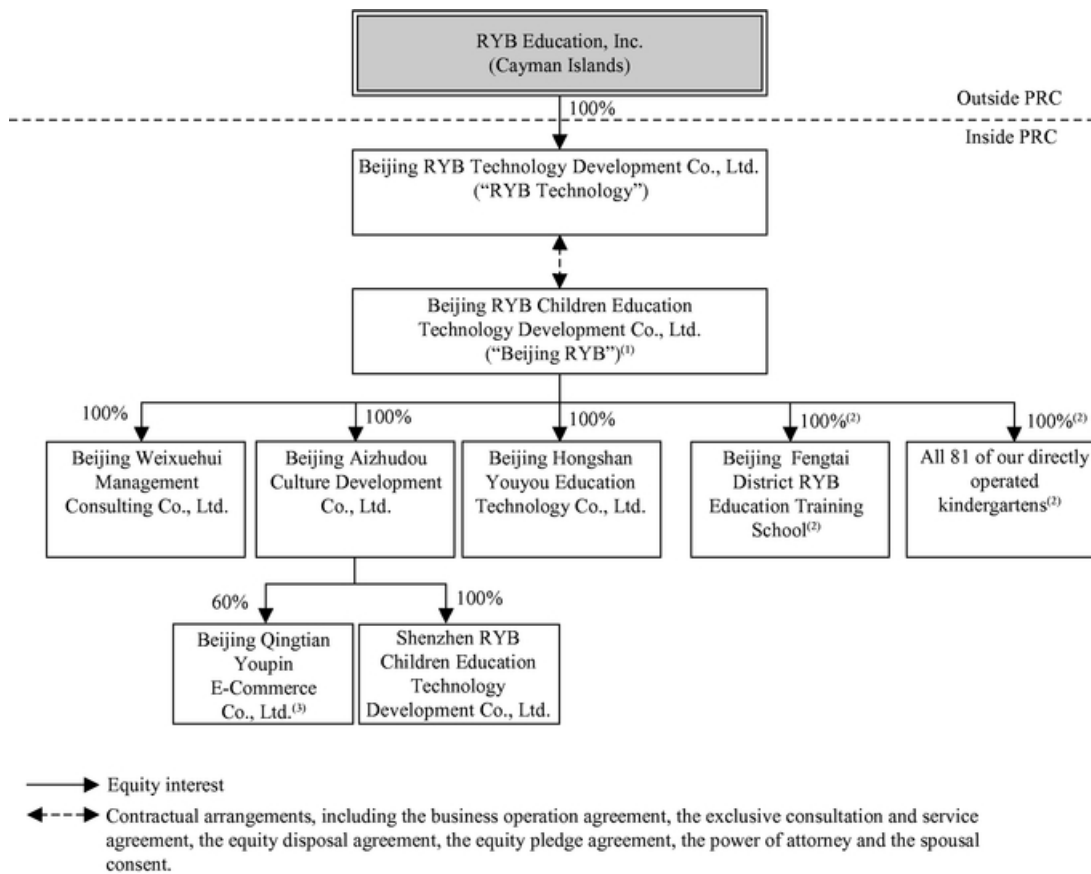 RYB Education, Inc.
(Cayman Islands)
100%
Outside PRC
Inside PRC
Beijing RYB Technology Development Co., Ltd.
(“RYB Technology”)
Beijing RYB Children Education
Technology Development Co., Ltd.
(“Beijing RYB”)(1)
100%
100%
100%
100%(2)
100%(2)
Beijing Weixuehui
Management
Consulting Co., Ltd.
Beijing Aizhudou
Culture Development
Co., Ltd.
Beijing Hongshan
Youyou Education
Technology Co., Ltd.
Beijing Fengtai
District RYB
Education Training
School(2)
All 81 of our directly
operated
kindergartens(2)
60%
100%
Beijing Qingtian
Youpin
E-Commerce
Co., Ltd.(3)
Shenzhen RYB
Children Education
Technology
Development Co., Ltd.
Equity interest
Contractual arrangements, including the business operation agreement, the exclusive consultation and service
agreement, the equity disposal agreement, the equity pledge agreement, the power of attorney and the spousal
consent.